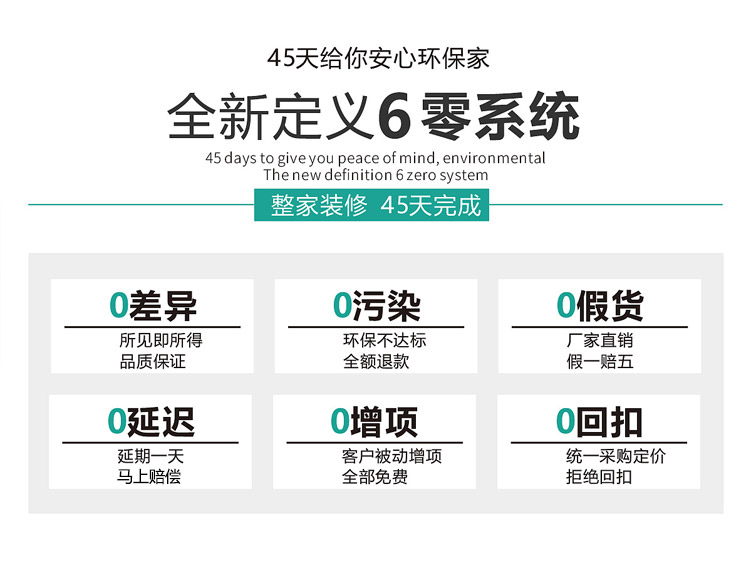 45天给你安心环保家
全新定义6零系统
45 days to give you peace of mind, environmental
The new definition 6 zero system
整家装修 45天完成
0差异
所见即所得
品质保证
0污染
环保不达标
全额退款
0假货
厂家直销
假一赔五
0延迟
延期一天
马上赔偿
0增项
客户被动增项
全部免费
0回扣
统一采购定价
拒绝回扣